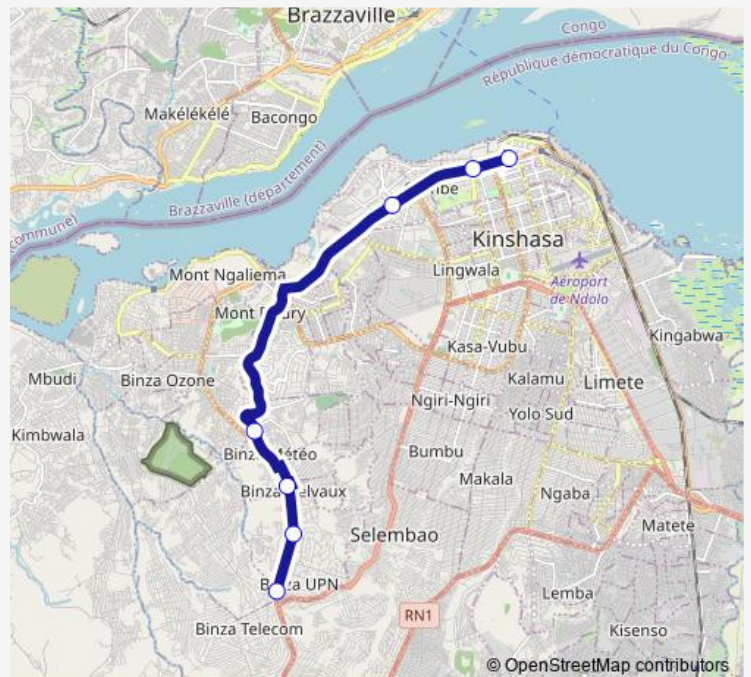 Brazzaville
Congo
République démocratique du Congo
Makélékélé
Bacongo
Brazzaville (département)
commune)
Kinshasa
Mont Ngaliema
Lingwala
Aéroport
de Ndolo
Kingabwa
Kasa-Vubu
Mbudi
Binza Ozone
Kalamu
Limete
Ngiri-Ngiri
Yolo Sud
Kimbwala
Bumbu
Makala
Ngaba
Selembao
Matete
Lemba
RN1
Binza Telecom
Kisenso
© OpenStreetMap contributors